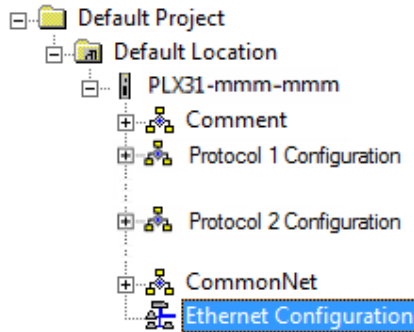 Default Project
Default Location
PLX31-mmm-mmm
Comment
Protocol 1 Configuration
Protocol 2 Configuration
CommonNet
Ethernet Configuration